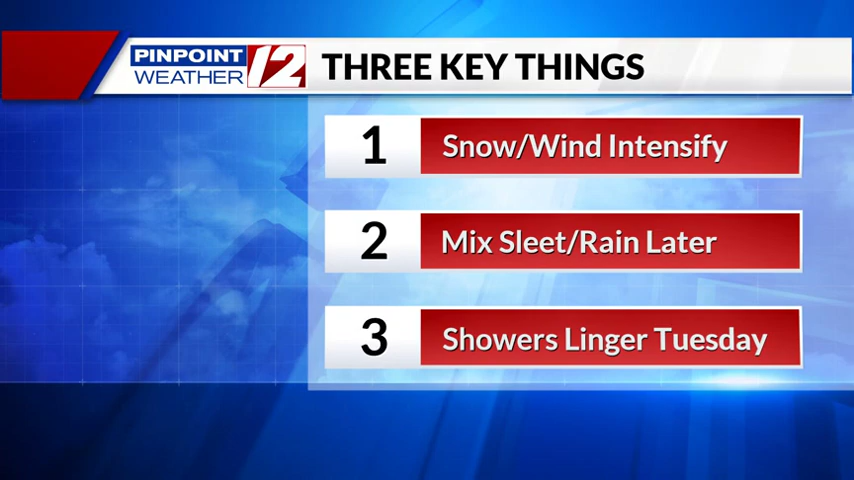 PINPOINT
WEATHER 12
THREE KEY THINGS
1 Snow/Wind Intensify
2 Mix Sleet/Rain Later
3 Showers Linger Tuesday